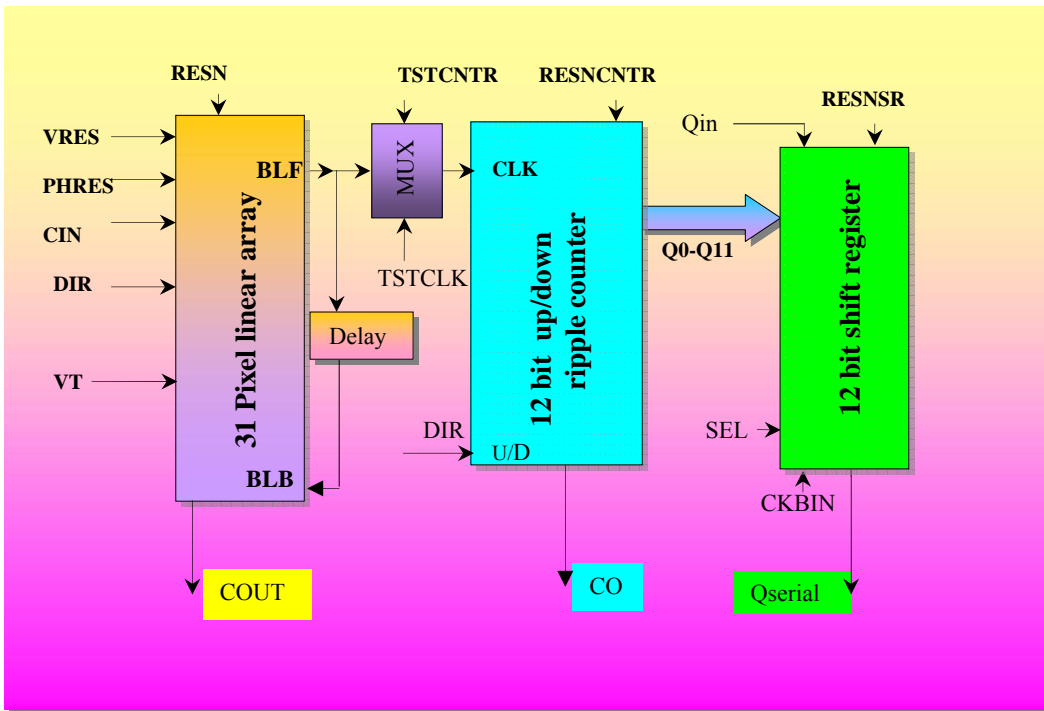 RESN
TSTCNTR
RESNCNTR
RESNSR
VRES
PHRES
CIN
DIR
VT
31 Pixel linear array
BLF
BLB
MUX
TSTCLK
Delay
CLK
12 bit up/down
ripple counter
DIR
U/D
Q0-Q11
Qin
12 bit shift register
SEL
CKBIN
COUT
CO
Qserial